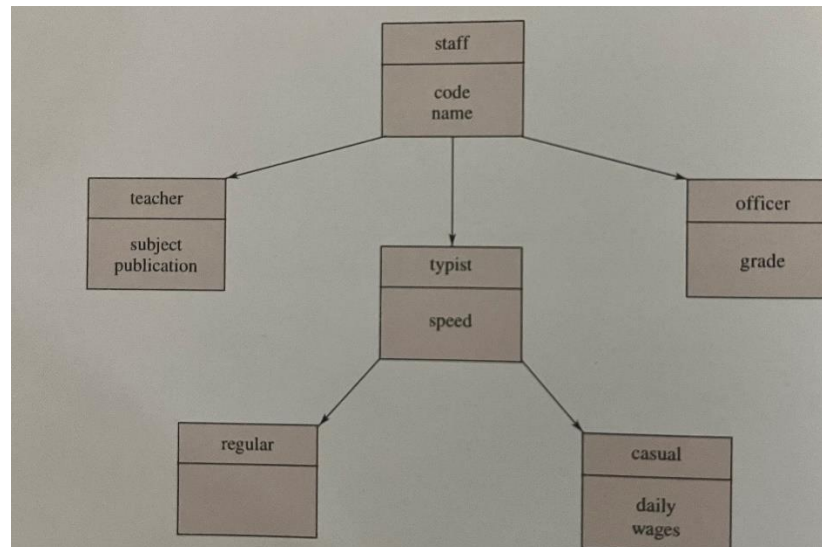 staff
code
name
teacher
subject
publication
typist
speed
officer
grade
regular
casual
daily
wages